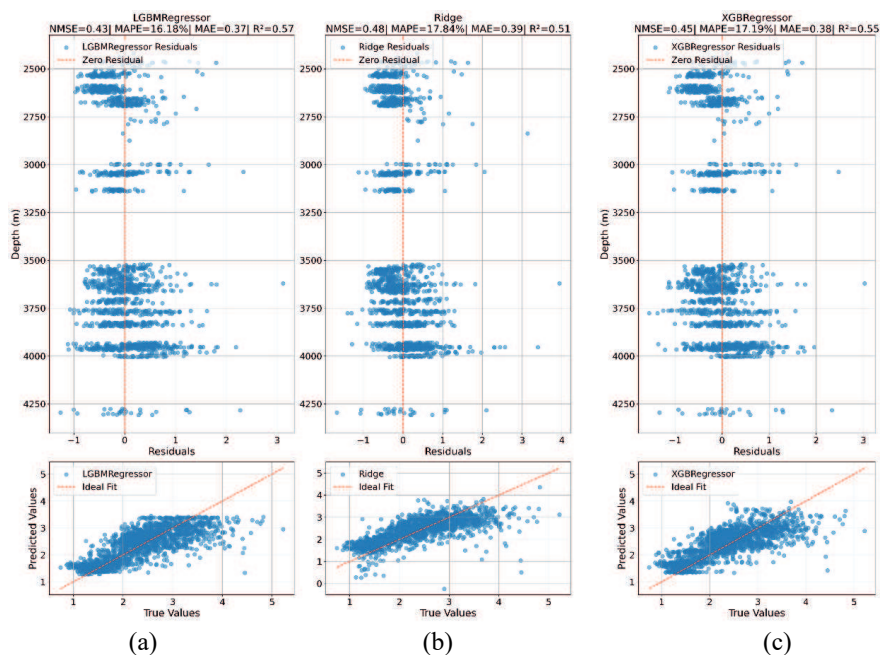 LGBMRegressor
NMSE=0.43| MAPE=16.18%| MAE=0.37| R²=0.57
LGBMRegressor Residuals
Zero Residual
2500
2750
3000
3250
3500
3750
4000
4250
Depth (m)
−1 0 1 2 3
Residuals
LGBMRegressor
Ideal Fit
5
4
3
2
1
Predicted Values
1 2 3 4 5
True Values
(a)
Ridge
NMSE=0.48| MAPE=17.84%| MAE=0.39| R²=0.51
Ridge Residuals
Zero Residual
2500
2750
3000
3250
3500
3750
4000
4250
Depth (m)
−1 0 1 2 3 4
Residuals
Ridge
Ideal Fit
5
4
3
2
1
0
Predicted Values
1 2 3 4 5
True Values
(b)
XGBRegressor
NMSE=0.45| MAPE=17.19%| MAE=0.38| R²=0.55
XGBRegressor Residuals
Zero Residual
2500
2750
3000
3250
3500
3750
4000
4250
Depth (m)
−1 0 1 2 3
Residuals
XGBRegressor
Ideal Fit
5
4
3
2
1
Predicted Values
1 2 3 4 5
True Values
(c)